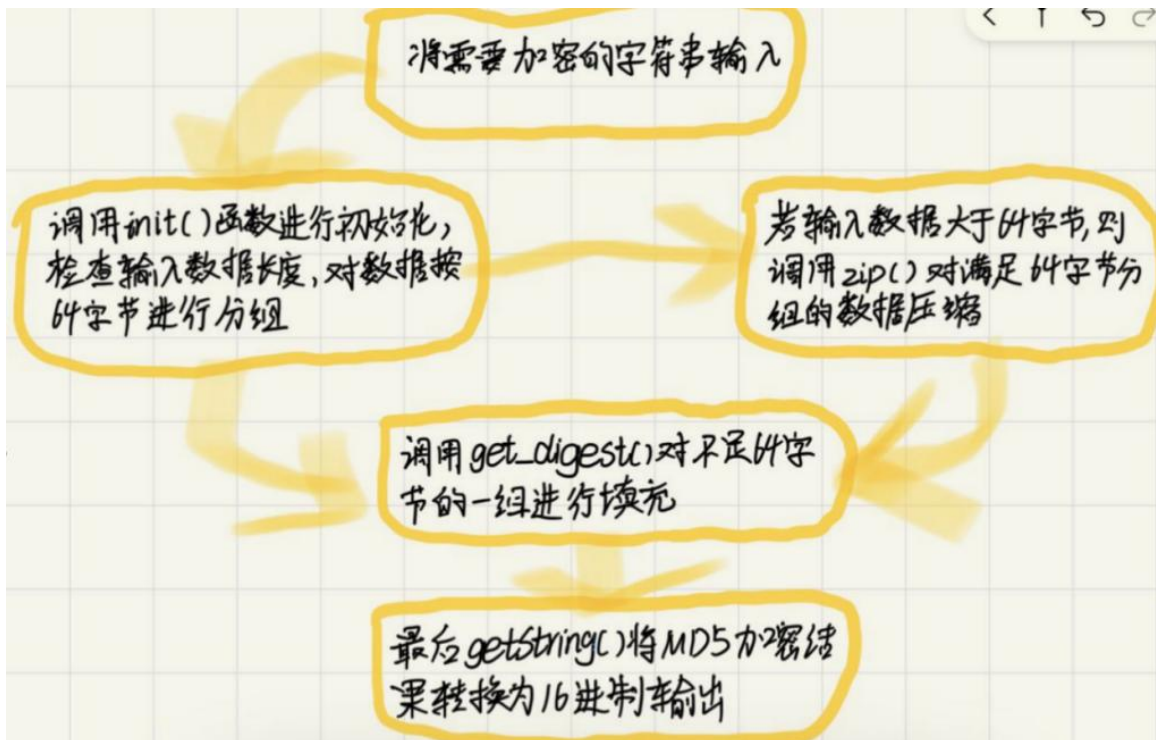 将需要加密的字符串输入
调用init()函数进行初始化,
检查输入数据长度,对数据按
64字节进行分组
若输入数据大于64字节,则
调用zip()对满足64字节分
组的数据压缩
调用get_digest()对不足64字
节的一组进行填充
最后getString()将MD5加密结
果转换为16进制输出